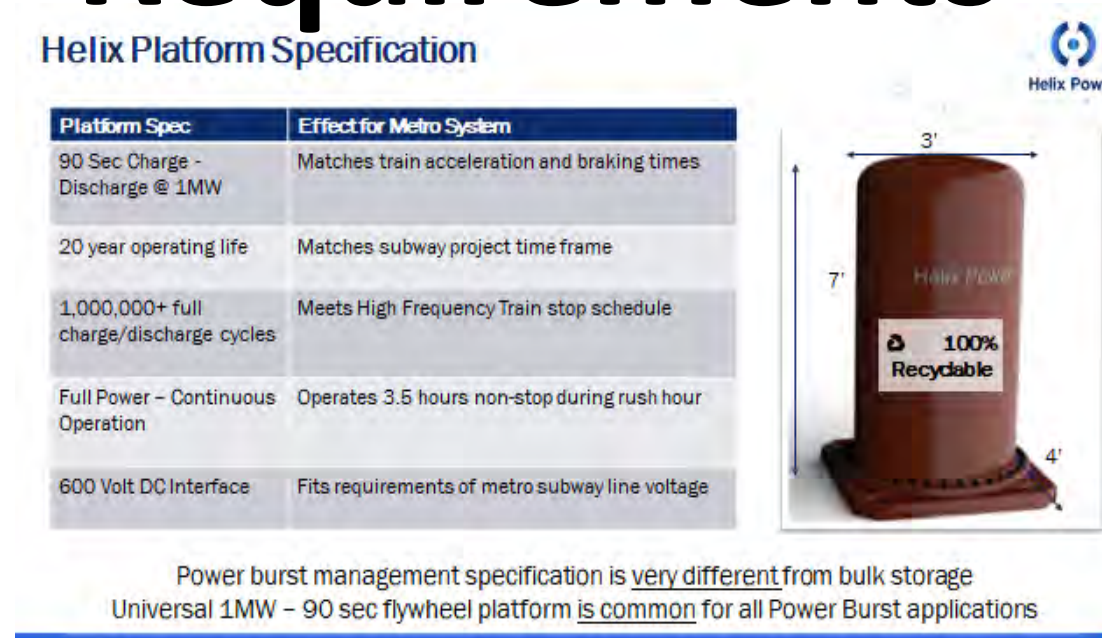 Requirements
Helix Platform Specification
Helix Pow
Platform Spec
Effect for Metro System
90 Sec Charge -
Discharge @ 1MW
Matches train acceleration and braking times
20 year operating life
Matches subway project time frame
1,000,000+ full
charge/discharge cycles
Meets High Frequency Train stop schedule
Full Power – Continuous
Operation
Operates 3.5 hours non-stop during rush hour
600 Volt DC Interface
Fits requirements of metro subway line voltage
3'
7'
Helix Power
100%
Recyclable
4'
Power burst management specification is very different from bulk storage
Universal 1MW – 90 sec flywheel platform is common for all Power Burst applications